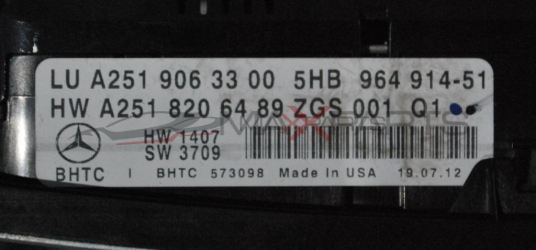 LU A251 906 33 00 5HB 964 914-51
HW A251 820 64 89 ZGS 001 Q1
HW 1407
SW 3709
BHTC I BHTC 573098 Made In USA 19.07.12
MAXXPARTS